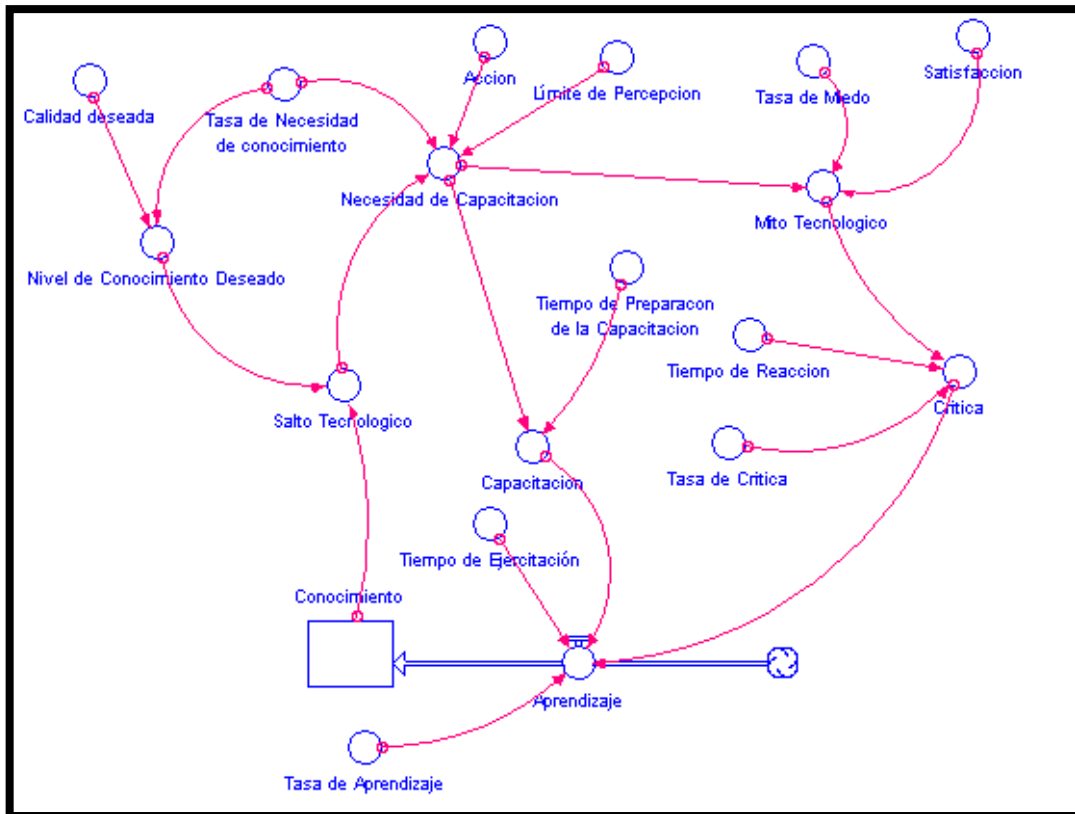 Accion
Satisfaccion
Calidad deseada
Tasa de Necesidad
de conocimiento
Límite de Percepcion
Tasa de Miedo
Necesidad de Capacitacion
Mito Tecnologico
Nivel de Conocimiento Deseado
Tiempo de Preparacon
de la Capacitacion
Tiempo de Reaccion
Critica
Salto Tecnologico
Capacitacion
Tasa de Critica
Tiempo de Ejercitación
Conocimiento
Aprendizaje
Tasa de Aprendizaje